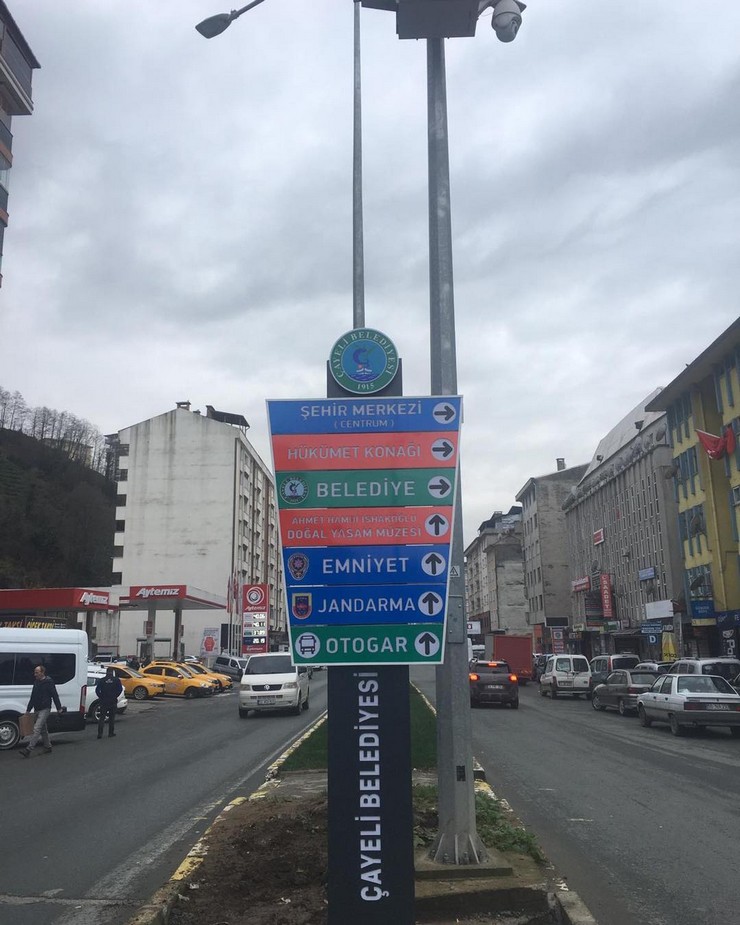 ÇAYELİ BELEDİYESİ
1915
ŞEHİR MERKEZİ
( CENTRUM )
HÜKÜMET KONAĞI
BELEDİYE
AHMET HAMDİ İSHAKOĞLU
DOĞAL YAŞAM MÜZESİ
EMNİYET
JANDARMA
OTOGAR
ÇAYELİ BELEDİYESİ
Aytemiz
Aytemiz
Aytemiz